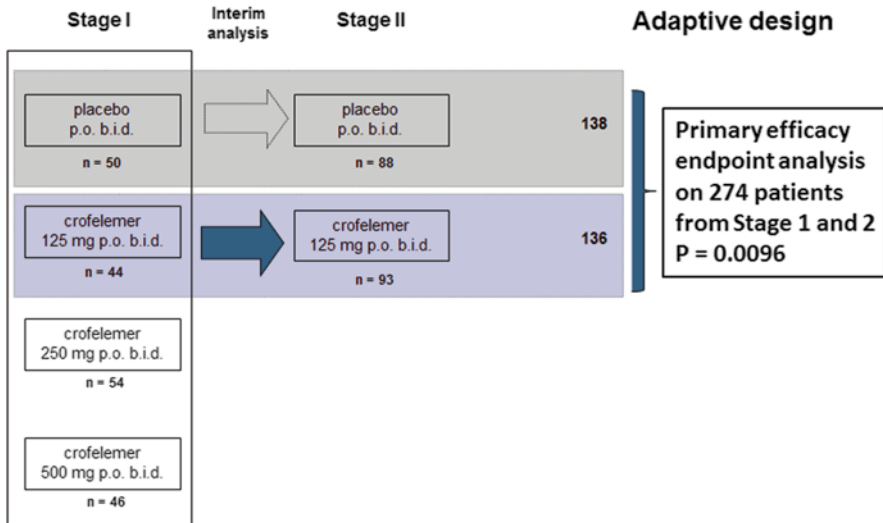 Stage I
Interim
analysis
Stage II
Adaptive design
placebo
p.o. b.i.d.
n = 50
placebo
p.o. b.i.d.
n = 88
138
crofelemer
125 mg p.o. b.i.d.
n = 44
crofelemer
125 mg p.o. b.i.d.
n = 93
136
Primary efficacy
endpoint analysis
on 274 patients
from Stage 1 and 2
P = 0.0096
crofelemer
250 mg p.o. b.i.d.
n = 54
crofelemer
500 mg p.o. b.i.d.
n = 46